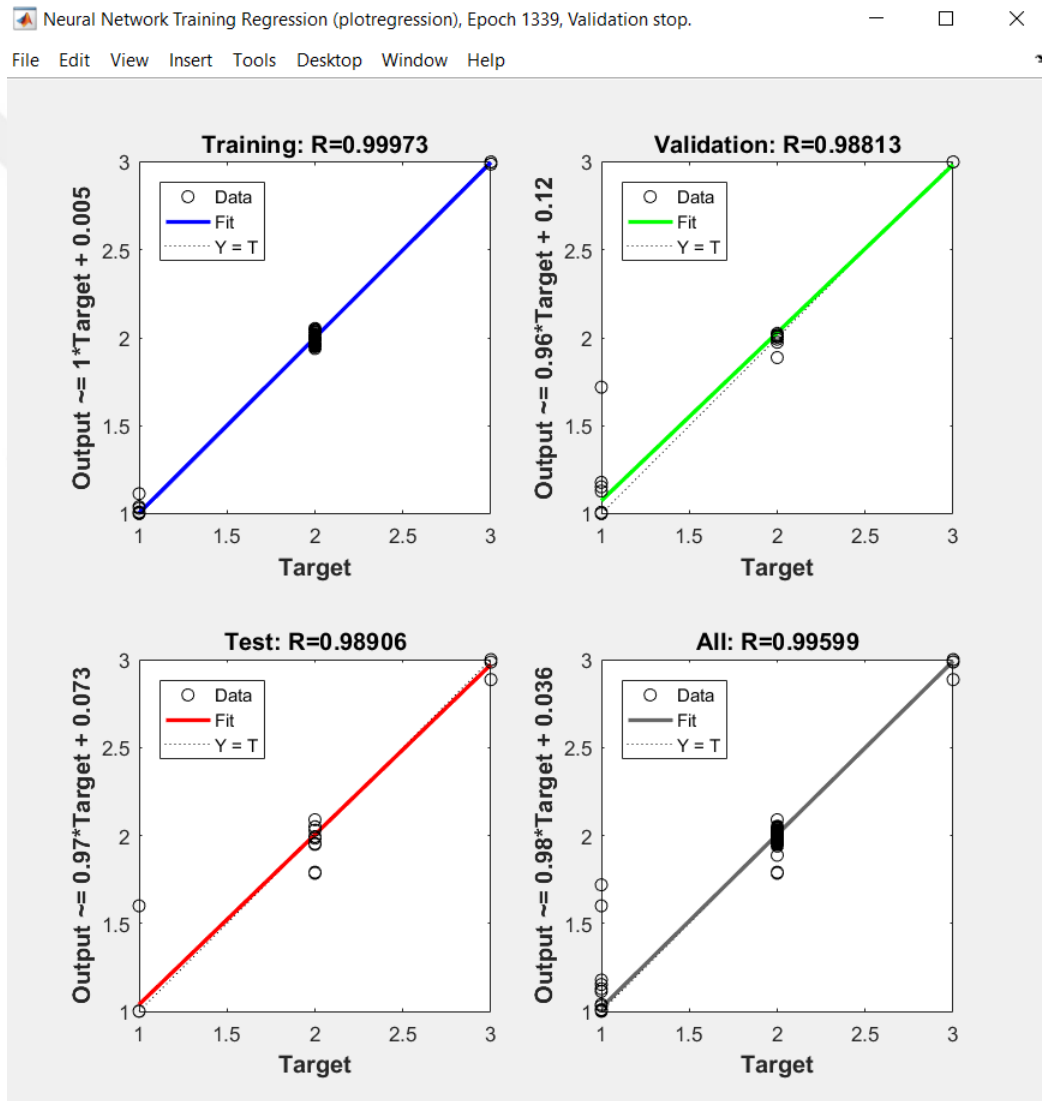 Neural Network Training Regression (plotregression), Epoch 1339, Validation stop.
File Edit View Insert Tools Desktop Window Help
Training: R=0.99973
Output ~= 1*Target + 0.005
3
2.5
2
1.5
1
Data
Fit
Y = T
1 1.5 2 2.5 3
Target
Validation: R=0.98813
Output ~= 0.96*Target + 0.12
3
2.5
2
1.5
1
Data
Fit
Y = T
1 1.5 2 2.5 3
Target
Test: R=0.98906
Output ~= 0.97*Target + 0.073
3
2.5
2
1.5
1
Data
Fit
Y = T
1 1.5 2 2.5 3
Target
All: R=0.99599
Output ~= 0.98*Target + 0.036
3
2.5
2
1.5
1
Data
Fit
Y = T
1 1.5 2 2.5 3
Target